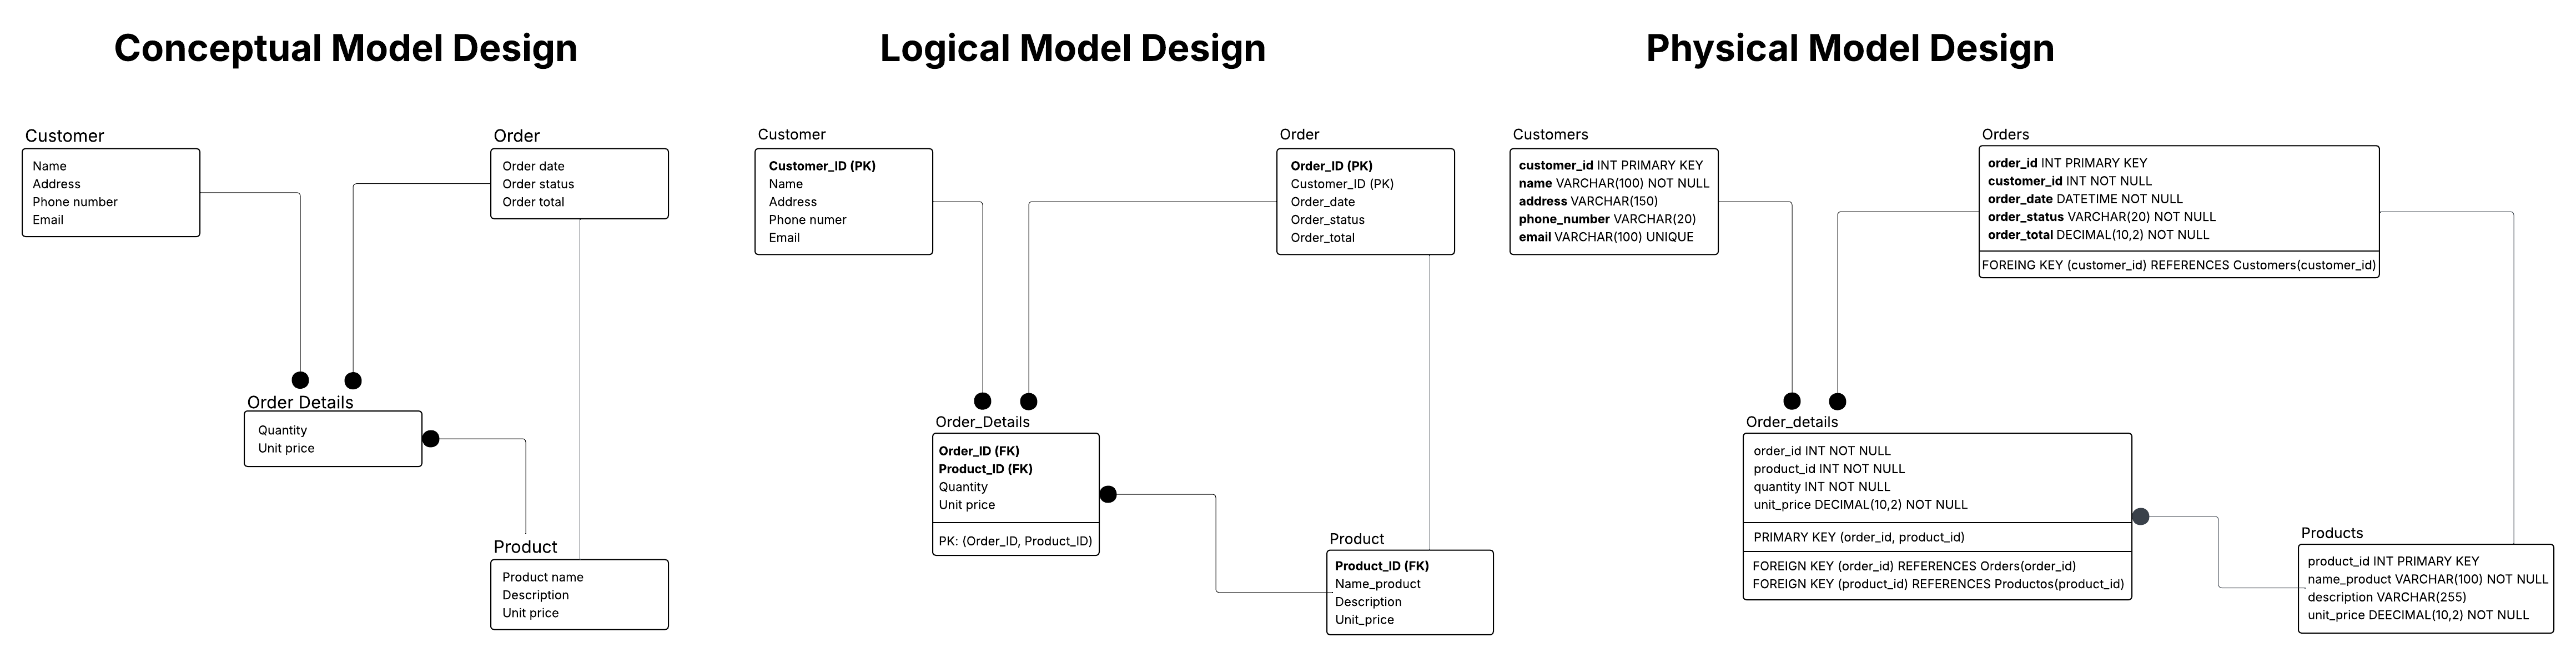 Conceptual Model Design
Customer
Name
Address
Phone number
Email
Order
Order date
Order status
Order total
Order Details
Quantity
Unit price
Product
Product name
Description
Unit price
Logical Model Design
Customer
Customer_ID (PK)
Name
Address
Phone numer
Email
Order
Order_ID (PK)
Customer_ID (PK)
Order_date
Order_status
Order_total
Order_Details
Order_ID (FK)
Product_ID (FK)
Quantity
Unit price
PK: (Order_ID, Product_ID)
Product
Product_ID (FK)
Name_product
Description
Unit_price
Physical Model Design
Customers
customer_id INT PRIMARY KEY
name VARCHAR(100) NOT NULL
address VARCHAR(150)
phone_number VARCHAR(20)
email VARCHAR(100) UNIQUE
Orders
order_id INT PRIMARY KEY
customer_id INT NOT NULL
order_date DATETIME NOT NULL
order_status VARCHAR(20) NOT NULL
order_total DECIMAL(10,2) NOT NULL
FOREING KEY (customer_id) REFERENCES Customers(customer_id)
Order_details
order_id INT NOT NULL
product_id INT NOT NULL
quantity INT NOT NULL
unit_price DECIMAL(10,2) NOT NULL
PRIMARY KEY (order_id, product_id)
FOREIGN KEY (order_id) REFERENCES Orders(order_id)
FOREIGN KEY (product_id) REFERENCES Productos(product_id)
Products
product_id INT PRIMARY KEY
name_product VARCHAR(100) NOT NULL
description VARCHAR(255)
unit_price DEECIMAL(10,2) NOT NULL